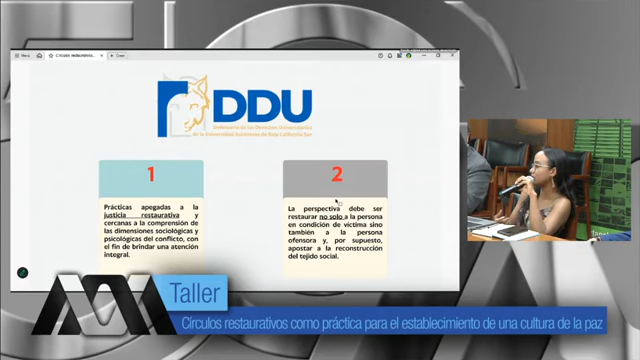 Menú
Círculos restaurativos...
+ Crear
DDU
Defensoría de los Derechos Universitarios
de la Universidad Autónoma de Baja California Sur
1
2
Prácticas apegadas a la
justicia restaurativa y
cercanas a la comprensión de
las dimensiones sociológicas y
psicológicas del conflicto, con
el fin de brindar una atención
integral.
La perspectiva debe ser
restaurar no solo a la persona
en condición de víctima sino
también a la persona
ofensora y, por supuesto,
apostar a la reconstrucción
del tejido social.
Taller
Círculos restaurativos como práctica para el establecimiento de una cultura de la paz